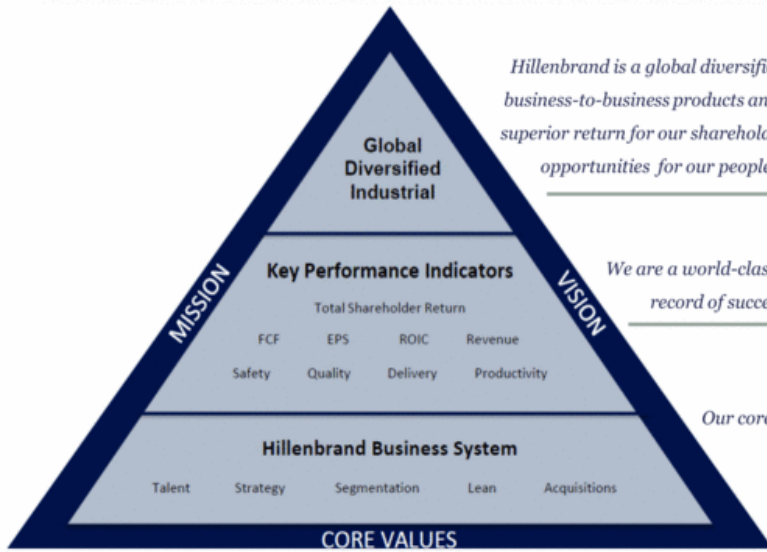 Hillenbrand is a global diversifi
business-to-business products an
superior return for our sharehold
opportunities for our people
Global
Diversified
Industrial
We are a world-clas
record of succe
MISSION
VISION
Key Performance Indicators
Total Shareholder Return
FCF EPS ROIC Revenue
Safety Quality Delivery Productivity
Our core
Hillenbrand Business System
Talent Strategy Segmentation Lean Acquisitions
CORE VALUES